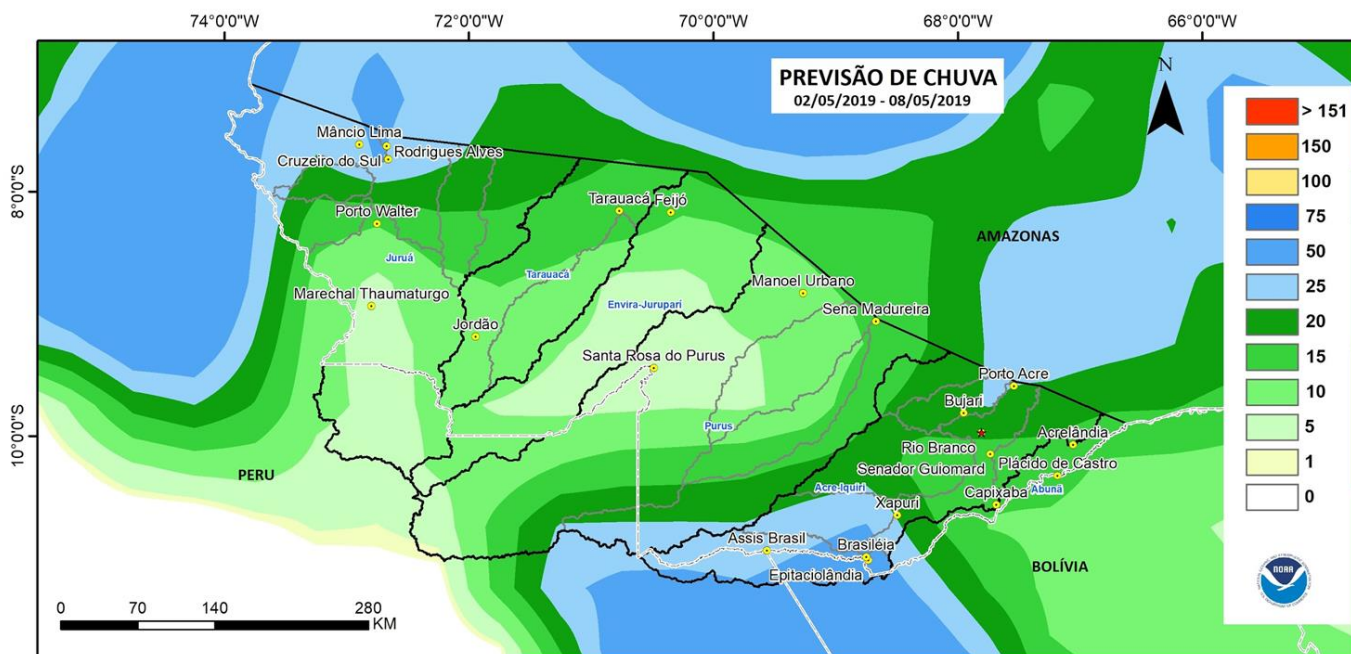 74°0'0"W 72°0'0"W 70°0'0"W 68°0'0"W 66°0'0"W
PREVISÃO DE CHUVA
02/05/2019 - 08/05/2019
N
> 151
150
100
75
50
25
20
15
10
5
1
0
8°0'0"S
10°0'0"S
Mâncio Lima
Rodrigues Alves
Cruzeiro do Sul
Porto Walter
Tarauacá
Feijó
AMAZONAS
Juruá
Tarauacá
Manoel Urbano
Marechal Thaumaturgo
Envira-Jurupari
Sena Madureira
Jordão
Santa Rosa do Purus
Porto Acre
Bujari
Purus
Acrelândia
Rio Branco
PERU
Senador Guiomard
Plácido de Castro
Acre-Iquiri
Abunã
Xapuri
Capixaba
Assis Brasil
Brasiléia
Epitaciolândia
BOLÍVIA
NOAA
0 70 140 280
KM